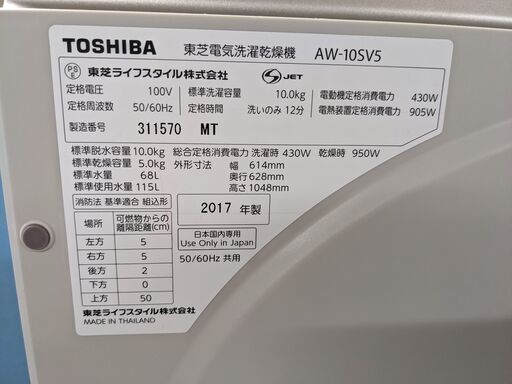 TOSHIBA 東芝電気洗濯乾燥機 AW-10SV5
PS E 東芝ライフスタイル株式会社 S JET
定格電圧 100V 標準洗濯容量 10.0kg 電動機定格消費電力 430W
定格周波数 50/60Hz 定格時間 洗いのみ 12分 電熱装置定格消費電力 905W
製造番号 311570 MT
標準脱水容量 10.0kg 総合定格消費電力 洗濯時 430W 乾燥時 950W
標準乾燥容量 5.0kg 外形寸法 幅 614mm
標準水量 68L 奥行 628mm
標準使用水量 115L 高さ 1048mm
消防法 基準適合 組込形
場所 可燃物からの離隔距離(cm)
左方 5
右方 5
後方 2
下方 0
上方 50
2017 年製
日本国内専用
Use Only in Japan
50/60Hz 共用
東芝ライフスタイル株式会社
MADE IN THAILAND